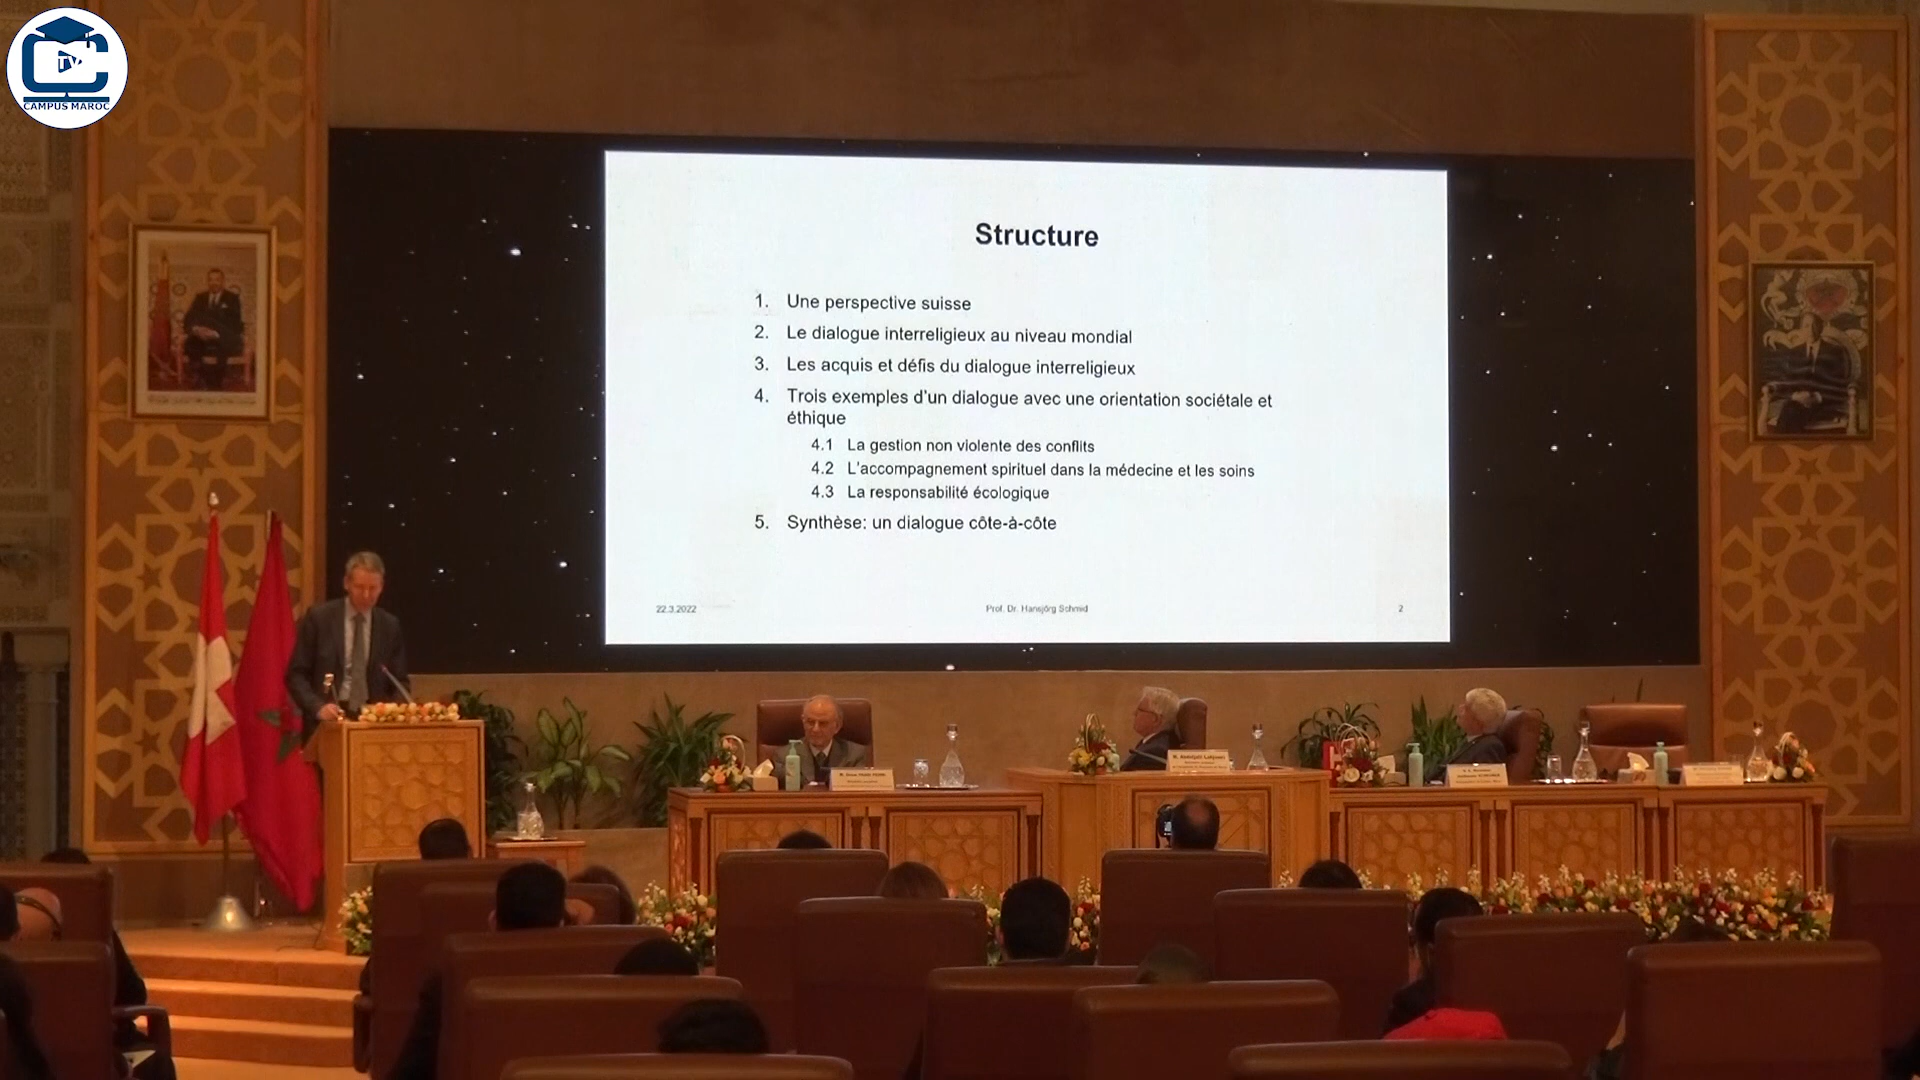 TV
CAMPUS MAROC
Structure
1. Une perspective suisse
2. Le dialogue interreligieux au niveau mondial
3. Les acquis et défis du dialogue interreligieux
4. Trois exemples d'un dialogue avec une orientation sociétale et
éthique
4.1 La gestion non violente des conflits
4.2 L'accompagnement spirituel dans la médecine et les soins
4.3 La responsabilité écologique
5. Synthèse: un dialogue côte-à-côte
22.3.2022
Prof. Dr. Hansjörg Schmid
2